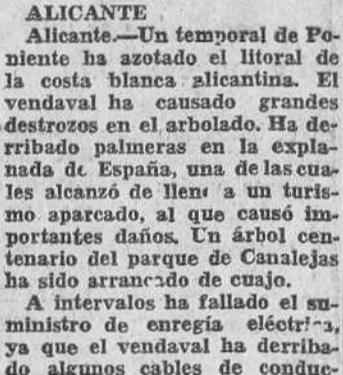 ALICANTE
Alicante.—Un temporal de Po-
niente ha azotado el litoral de
la costa blanca alicantina. El
vendaval ha causado grandes
destrozos en el arbolado. Ha de-
rribado palmeras en la expla-
nada de España, una de las cua-
les alcanzó de lleno a un turis-
mo aparcado, al que causó im-
portantes daños. Un árbol cen-
tenario del parque de Canalejas
ha sido arrancado de cuajo.
A intervalos ha fallado el su-
ministro de enregía eléctrica,
ya que el vendaval ha derriba-
do algunos cables de conduc-